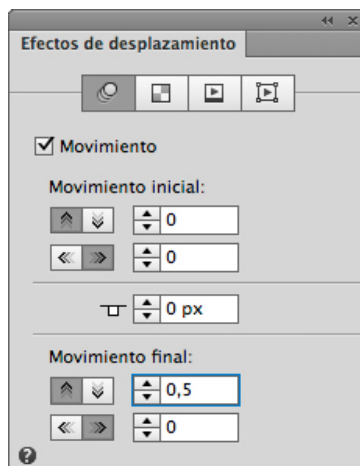 Efectos de desplazamiento
Movimiento
Movimiento inicial:
0
0
0 px
Movimiento final:
0,5
0